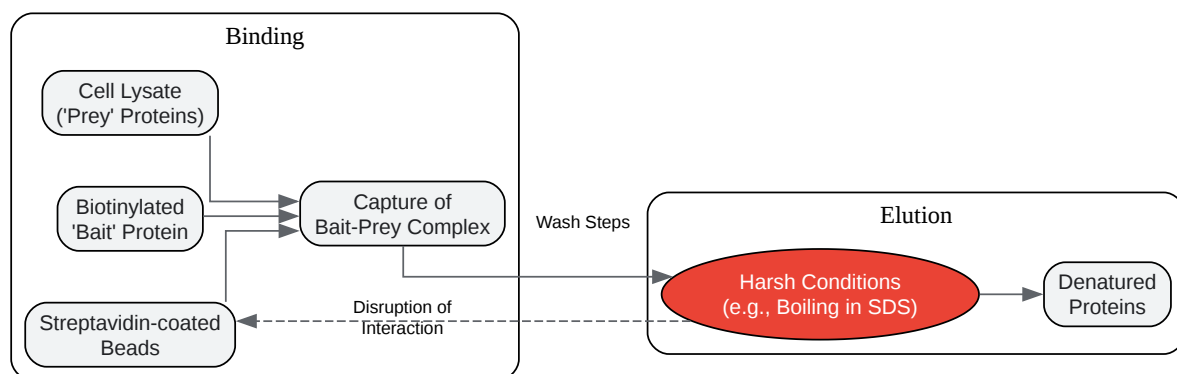 Binding
Cell Lysate
('Prey' Proteins)
Biotinylated
'Bait' Protein
Streptavidin-coated
Beads
Capture of
Bait-Prey Complex
Wash Steps
Disruption of
Interaction
Elution
Harsh Conditions
(e.g., Boiling in SDS)
Denatured
Proteins